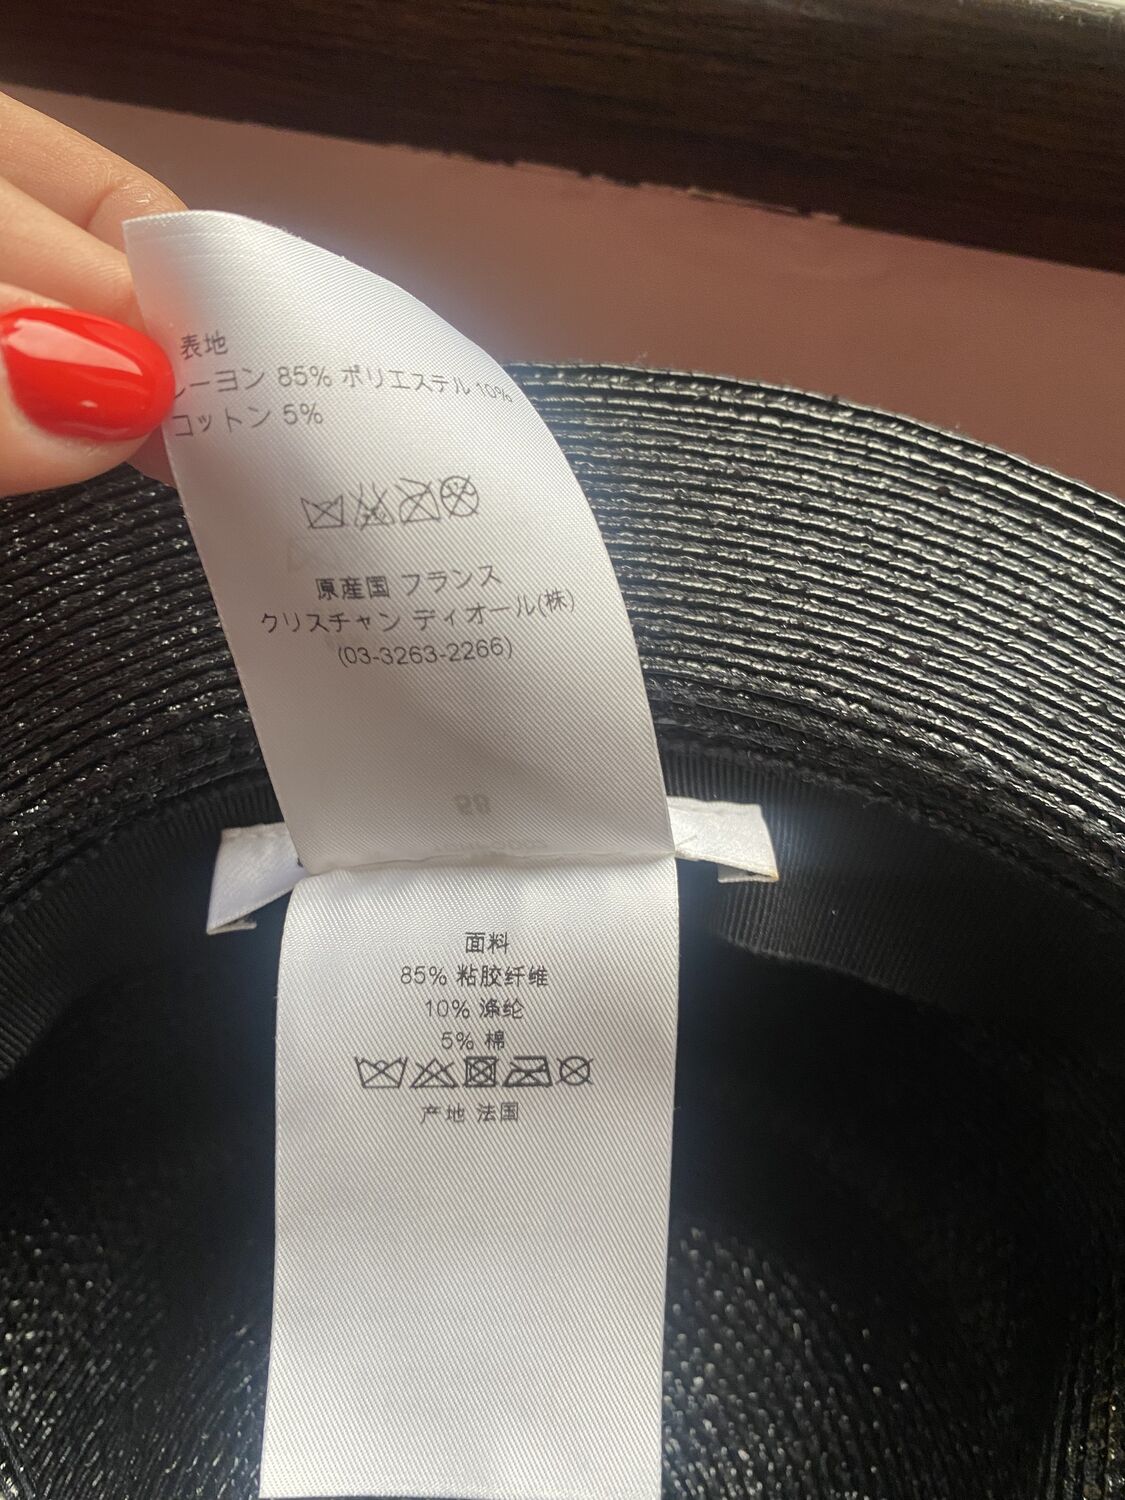 表地
レーヨン 85% ポリエステル 10%
コットン 5%
原産国 フランス
クリスチャン ディオール(株)
(03-3263-2266)
面料
85% 粘胶纤维
10% 涤纶
5% 棉
产地 法国